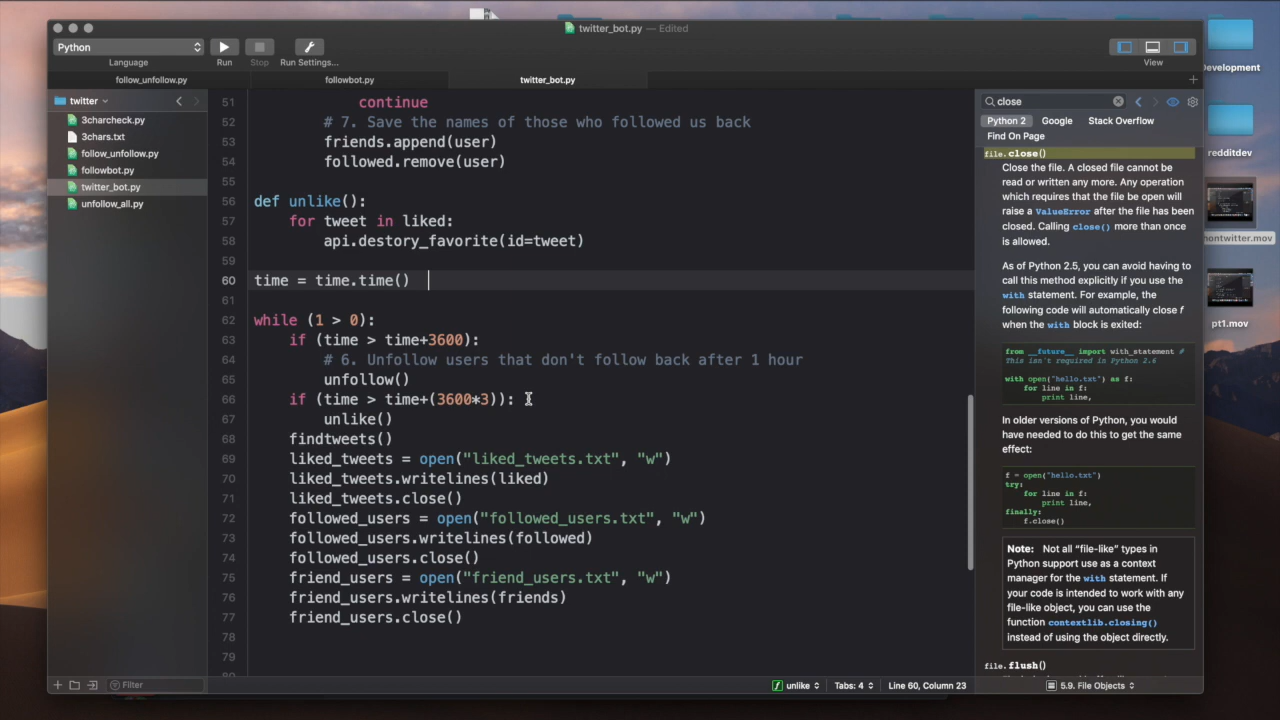 twitter_bot.py — Edited
Python
Language
Run
Stop
Run Settings...
View
follow_unfollow.py
followbot.py
twitter_bot.py
twitter
3charcheck.py
3chars.txt
follow_unfollow.py
followbot.py
twitter_bot.py
unfollow_all.py
Filter
51 continue
52 # 7. Save the names of those who followed us back
53 friends.append(user)
54 followed.remove(user)
55
56 def unlike():
57 for tweet in liked:
58 api.destory_favorite(id=tweet)
59
60 time = time.time()
61
62 while (1 > 0):
63 if (time > time+3600):
64 # 6. Unfollow users that don't follow back after 1 hour
65 unfollow()
66 if (time > time+(3600*3)):
67 unlike()
68 findtweets()
69 liked_tweets = open("liked_tweets.txt", "w")
70 liked_tweets.writelines(liked)
71 liked_tweets.close()
72 followed_users = open("followed_users.txt", "w")
73 followed_users.writelines(followed)
74 followed_users.close()
75 friend_users = open("friend_users.txt", "w")
76 friend_users.writelines(friends)
77 friend_users.close()
78
79
unlike
Tabs: 4
Line 60, Column 23
close
Python 2
Google
Stack Overflow
Find On Page
file.close()
Close the file. A closed file cannot be
read or written any more. Any operation
which requires that the file be open will
raise a ValueError after the file has been
closed. Calling close() more than once
is allowed.
As of Python 2.5, you can avoid having to
call this method explicitly if you use the
with statement. For example, the
following code will automatically close f
when the with block is exited:
from __future__ import with_statement #
This isn't required in Python 2.6
with open("hello.txt") as f:
for line in f:
print line,
In older versions of Python, you would
have needed to do this to get the same
effect:
f = open("hello.txt")
try:
for line in f:
print line,
finally:
f.close()
Note: Not all “file-like” types in
Python support use as a context
manager for the with statement. If
your code is intended to work with any
file-like object, you can use the
function contextlib.closing()
instead of using the object directly.
file.flush()
5.9. File Objects
Development
redditdev
hontwitter.mov
pt1.mov